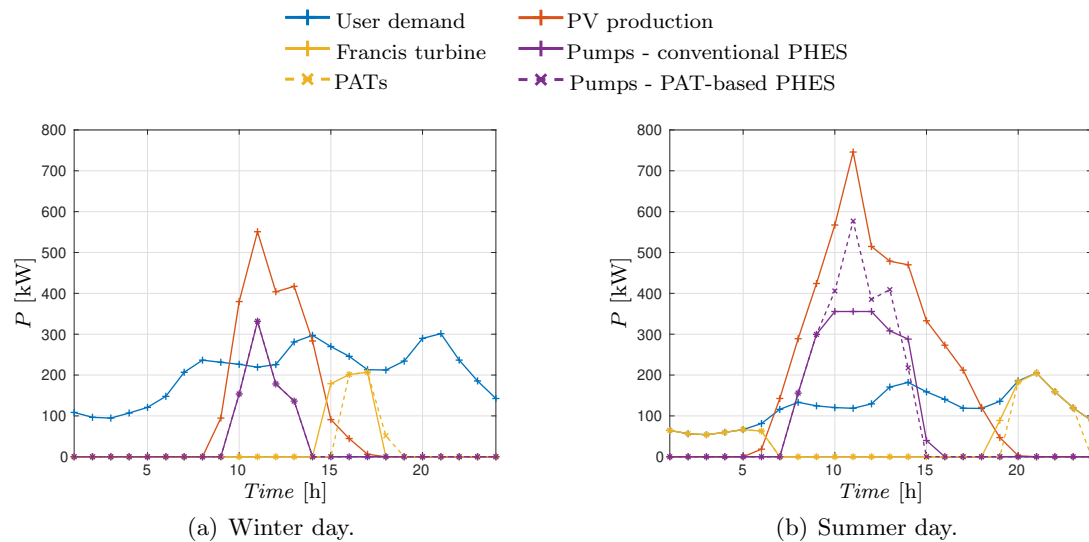 User demand
PV production
Francis turbine
Pumps - conventional PHES
PATs
Pumps - PAT-based PHES
800
700
600
500
400
300
200
100
0
P [kW]
5
10
15
20
Time [h]
(a) Winter day.
800
700
600
500
400
300
200
100
0
P [kW]
5
10
15
20
Time [h]
(b) Summer day.